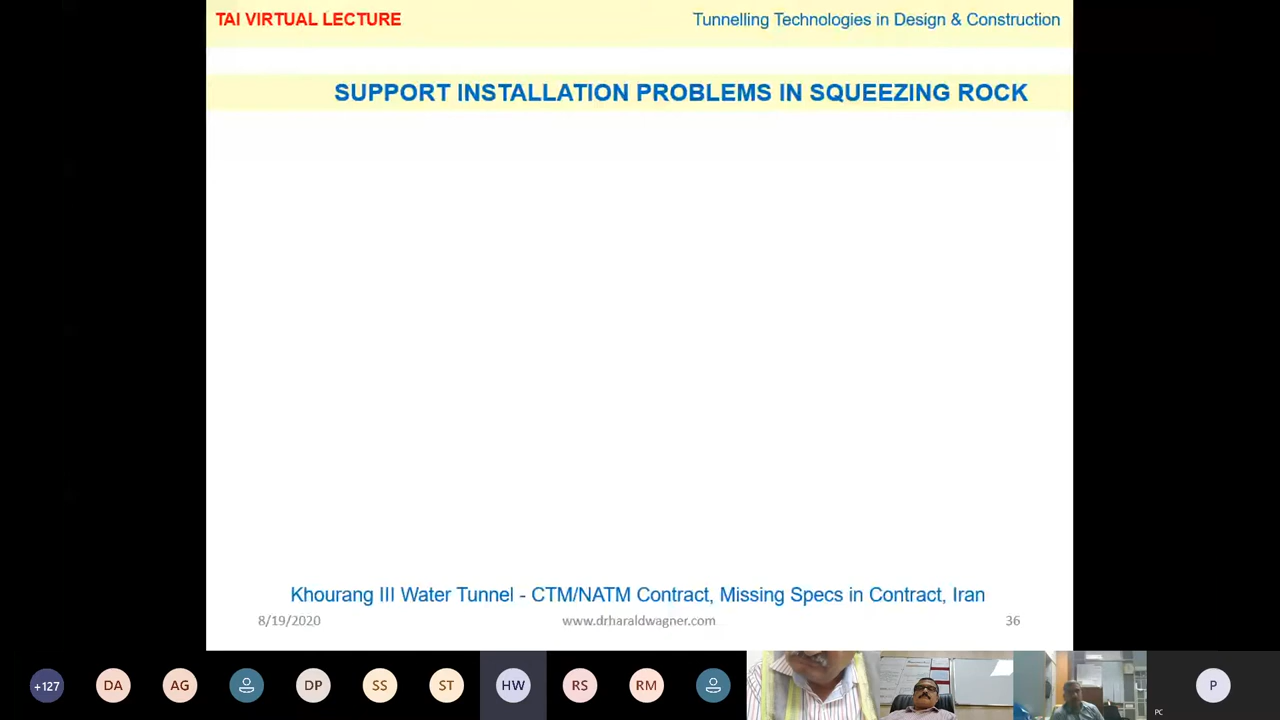 TAI VIRTUAL LECTURE
Tunnelling Technologies in Design & Construction
SUPPORT INSTALLATION PROBLEMS IN SQUEEZING ROCK
Khourang III Water Tunnel - CTM/NATM Contract, Missing Specs in Contract, Iran
8/19/2020
www.drharaldwagner.com
36
+127
DA
AG
DP
SS
ST
HW
RS
RM
P
PC